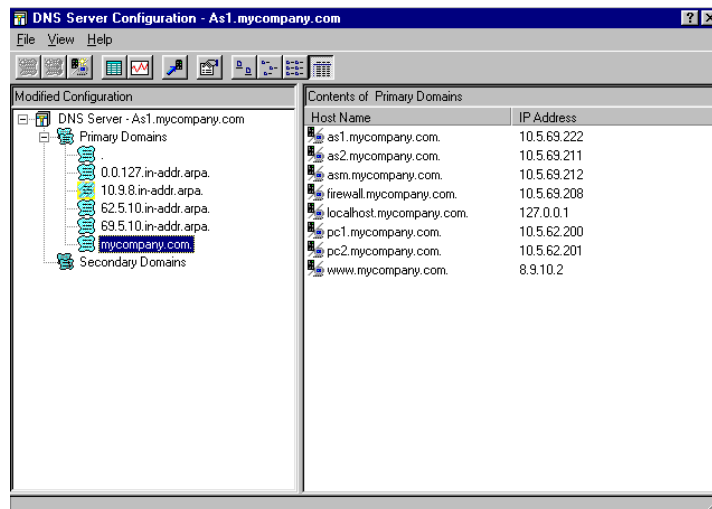 DNS Server Configuration - As1.mycompany.com
File View Help
Modified Configuration
DNS Server - As1.mycompany.com
Primary Domains
.
0.0.127.in-addr.arpa.
10.9.8.in-addr.arpa.
62.5.10.in-addr.arpa.
69.5.10.in-addr.arpa.
mycompany.com.
Secondary Domains
Contents of Primary Domains
Host Name IP Address
as1.mycompany.com. 10.5.69.222
as2.mycompany.com. 10.5.69.211
asm.mycompany.com. 10.5.69.212
firewall.mycompany.com. 10.5.69.208
localhost.mycompany.com. 127.0.0.1
pc1.mycompany.com. 10.5.62.200
pc2.mycompany.com. 10.5.62.201
www.mycompany.com. 8.9.10.2